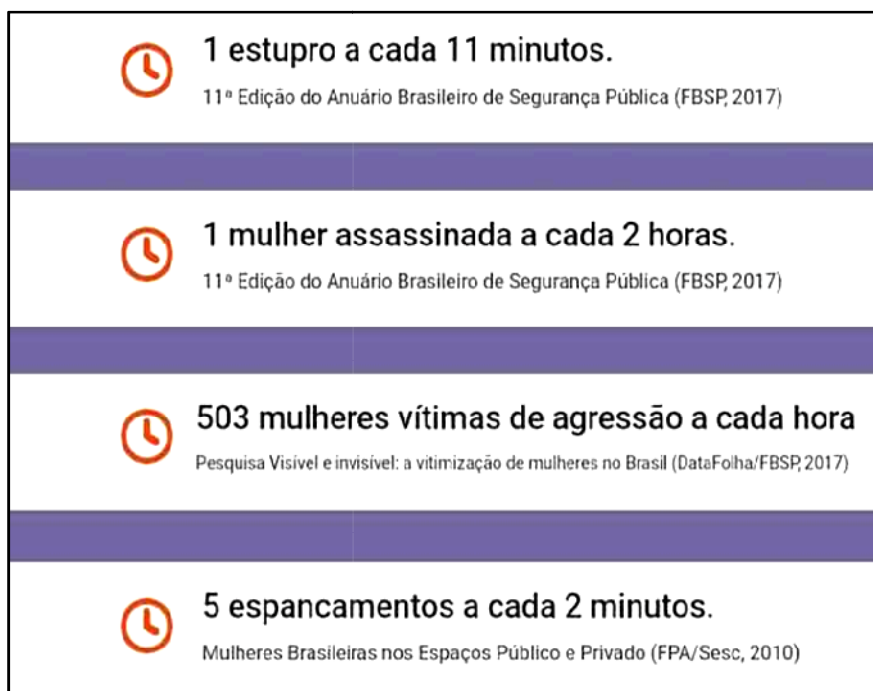 1 estupro a cada 11 minutos.
11ª Edição do Anuário Brasileiro de Segurança Pública (FBSP, 2017)
1 mulher assassinada a cada 2 horas.
11ª Edição do Anuário Brasileiro de Segurança Pública (FBSP, 2017)
503 mulheres vítimas de agressão a cada hora
Pesquisa Visível e invisível: a vitimização de mulheres no Brasil (DataFolha/FBSP, 2017)
5 espancamentos a cada 2 minutos.
Mulheres Brasileiras nos Espaços Público e Privado (FPA/Sesc, 2010)